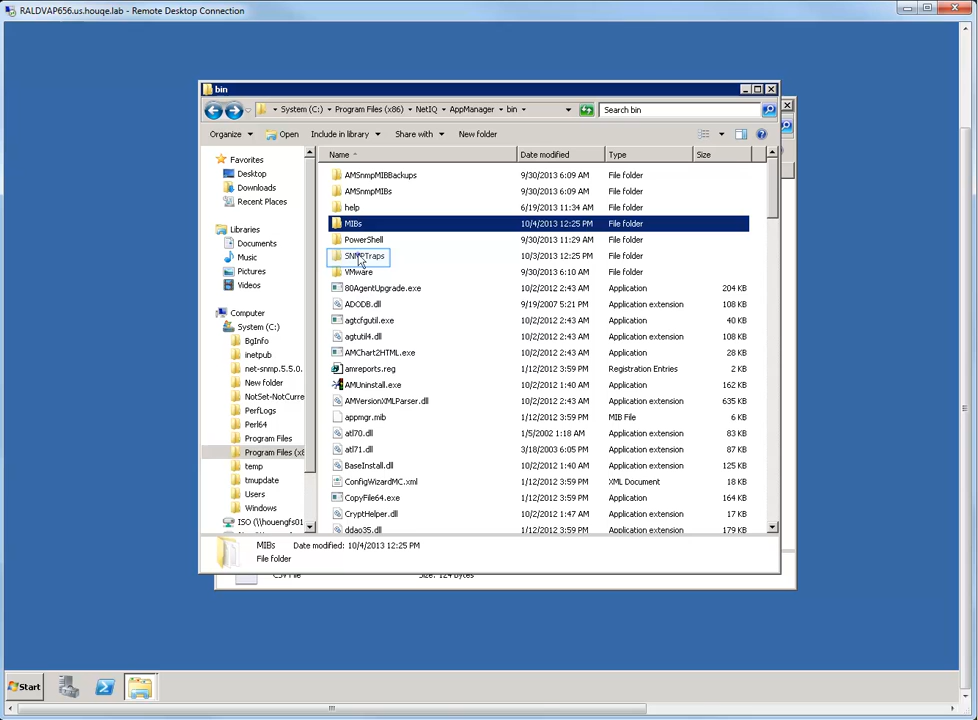 RALDVAP656.us.houqe.lab - Remote Desktop Connection
bin
System (C:) Program Files (x86) NetIQ AppManager bin
Search bin
Organize Open Include in library Share with New folder
Favorites
Desktop
Downloads
Recent Places
Libraries
Documents
Music
Pictures
Videos
Computer
System (C:)
BgInfo
inetpub
net-snmp.5.5.0.
New folder
NotSet-NotCurre
PerfLogs
Perl64
Program Files
Program Files (x8
temp
tmupdate
Users
Windows
ISO (\\houengfs01
Name Date modified Type Size
AMSnmpMIBBackups 9/30/2013 6:09 AM File folder
AMSnmpMIBs 9/30/2013 6:09 AM File folder
help 6/19/2013 11:34 AM File folder
MIBs 10/4/2013 12:25 PM File folder
PowerShell 9/30/2013 11:29 AM File folder
SNMPTraps 10/3/2013 12:25 PM File folder
VMware 9/30/2013 6:10 AM File folder
80AgentUpgrade.exe 10/2/2012 2:43 AM Application 204 KB
ADODB.dll 9/19/2007 5:21 PM Application extension 108 KB
agtcfgutil.exe 10/2/2012 2:43 AM Application 40 KB
agtutil4.dll 10/2/2012 2:43 AM Application extension 108 KB
AMChart2HTML.exe 10/2/2012 2:43 AM Application 28 KB
amreports.reg 1/12/2012 3:59 PM Registration Entries 2 KB
AMUninstall.exe 10/2/2012 1:40 AM Application 162 KB
AMVersionXMLParser.dll 10/2/2012 2:43 AM Application extension 635 KB
appmgr.mib 1/12/2012 3:59 PM MIB File 6 KB
atl70.dll 1/5/2002 1:18 AM Application extension 83 KB
atl71.dll 3/18/2003 6:05 PM Application extension 87 KB
BaseInstall.dll 10/2/2012 1:40 AM Application extension 125 KB
ConfigWizardMC.xml 1/12/2012 3:59 PM XML Document 18 KB
CopyFile64.exe 1/12/2012 3:59 PM Application 164 KB
CryptHelper.dll 10/2/2012 1:47 AM Application extension 17 KB
ddao35.dll 1/12/2012 3:59 PM Application extension 179 KB
MIBs Date modified: 10/4/2013 12:25 PM
File folder
CSV File Size: 124 bytes
Start